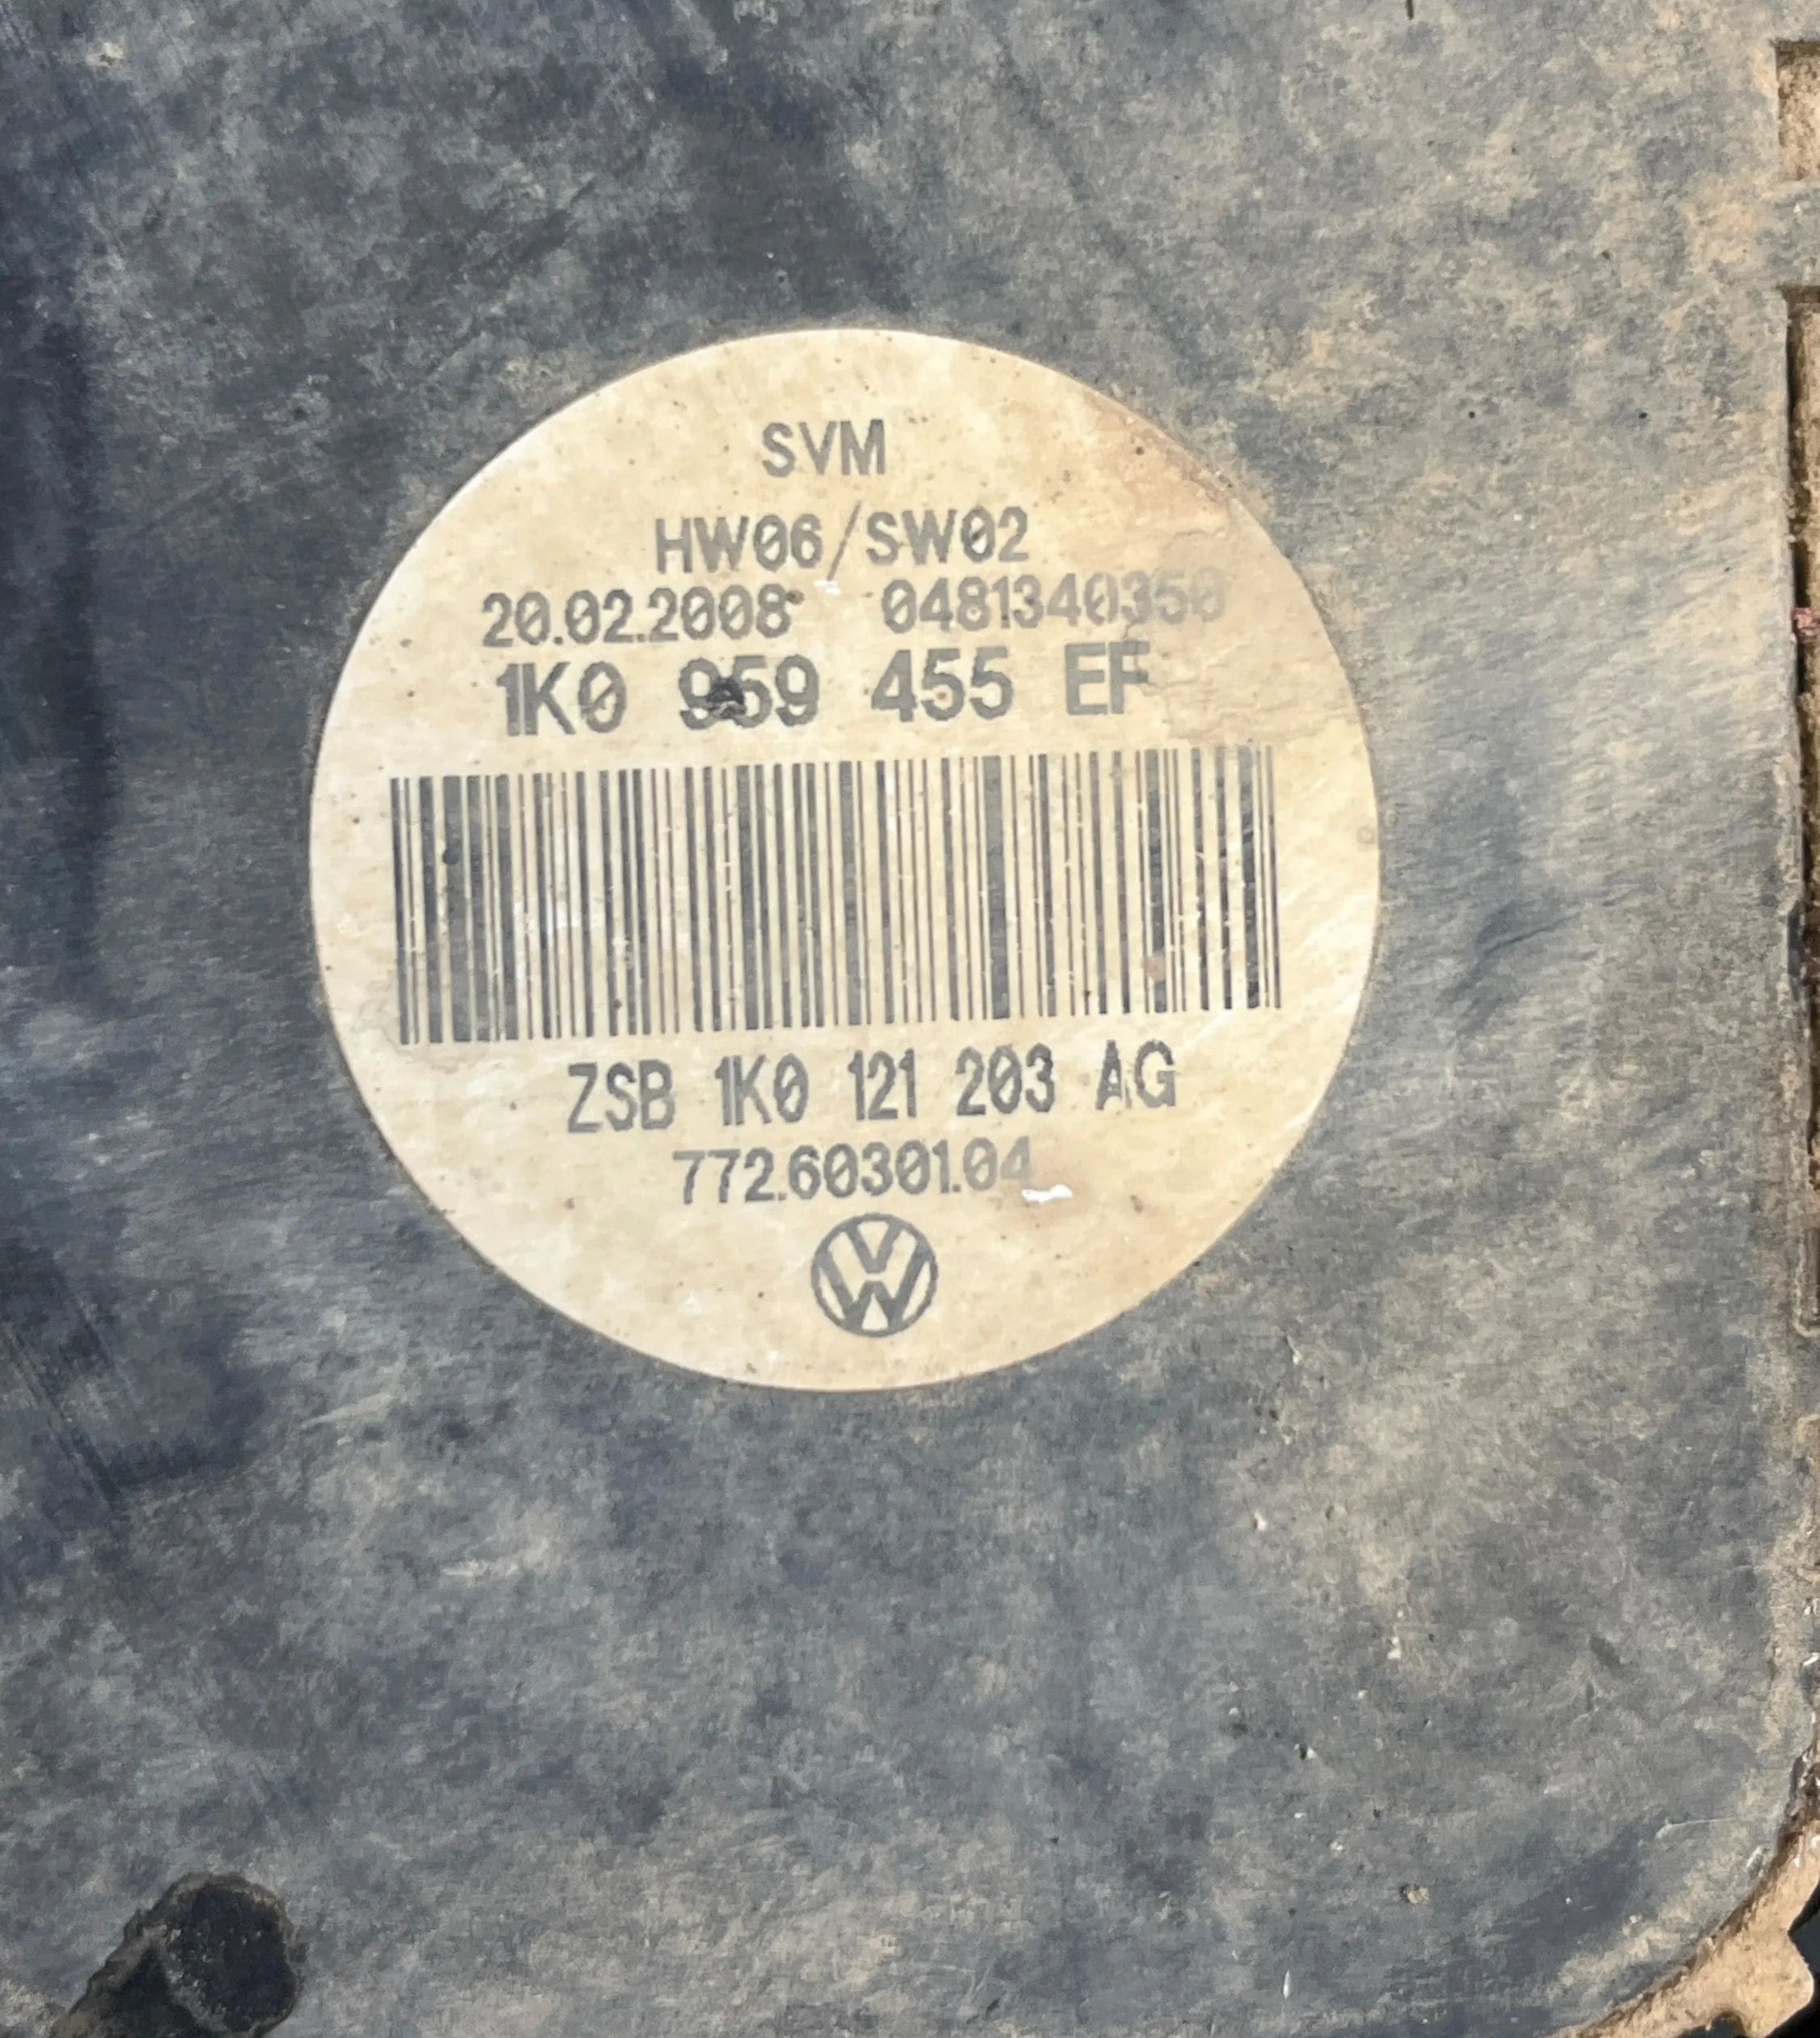 SVM
HW06/SW02
20.02.2008 0481340350
1K0 959 455 EF
ZSB 1K0 121 203 AG
772.60301.04